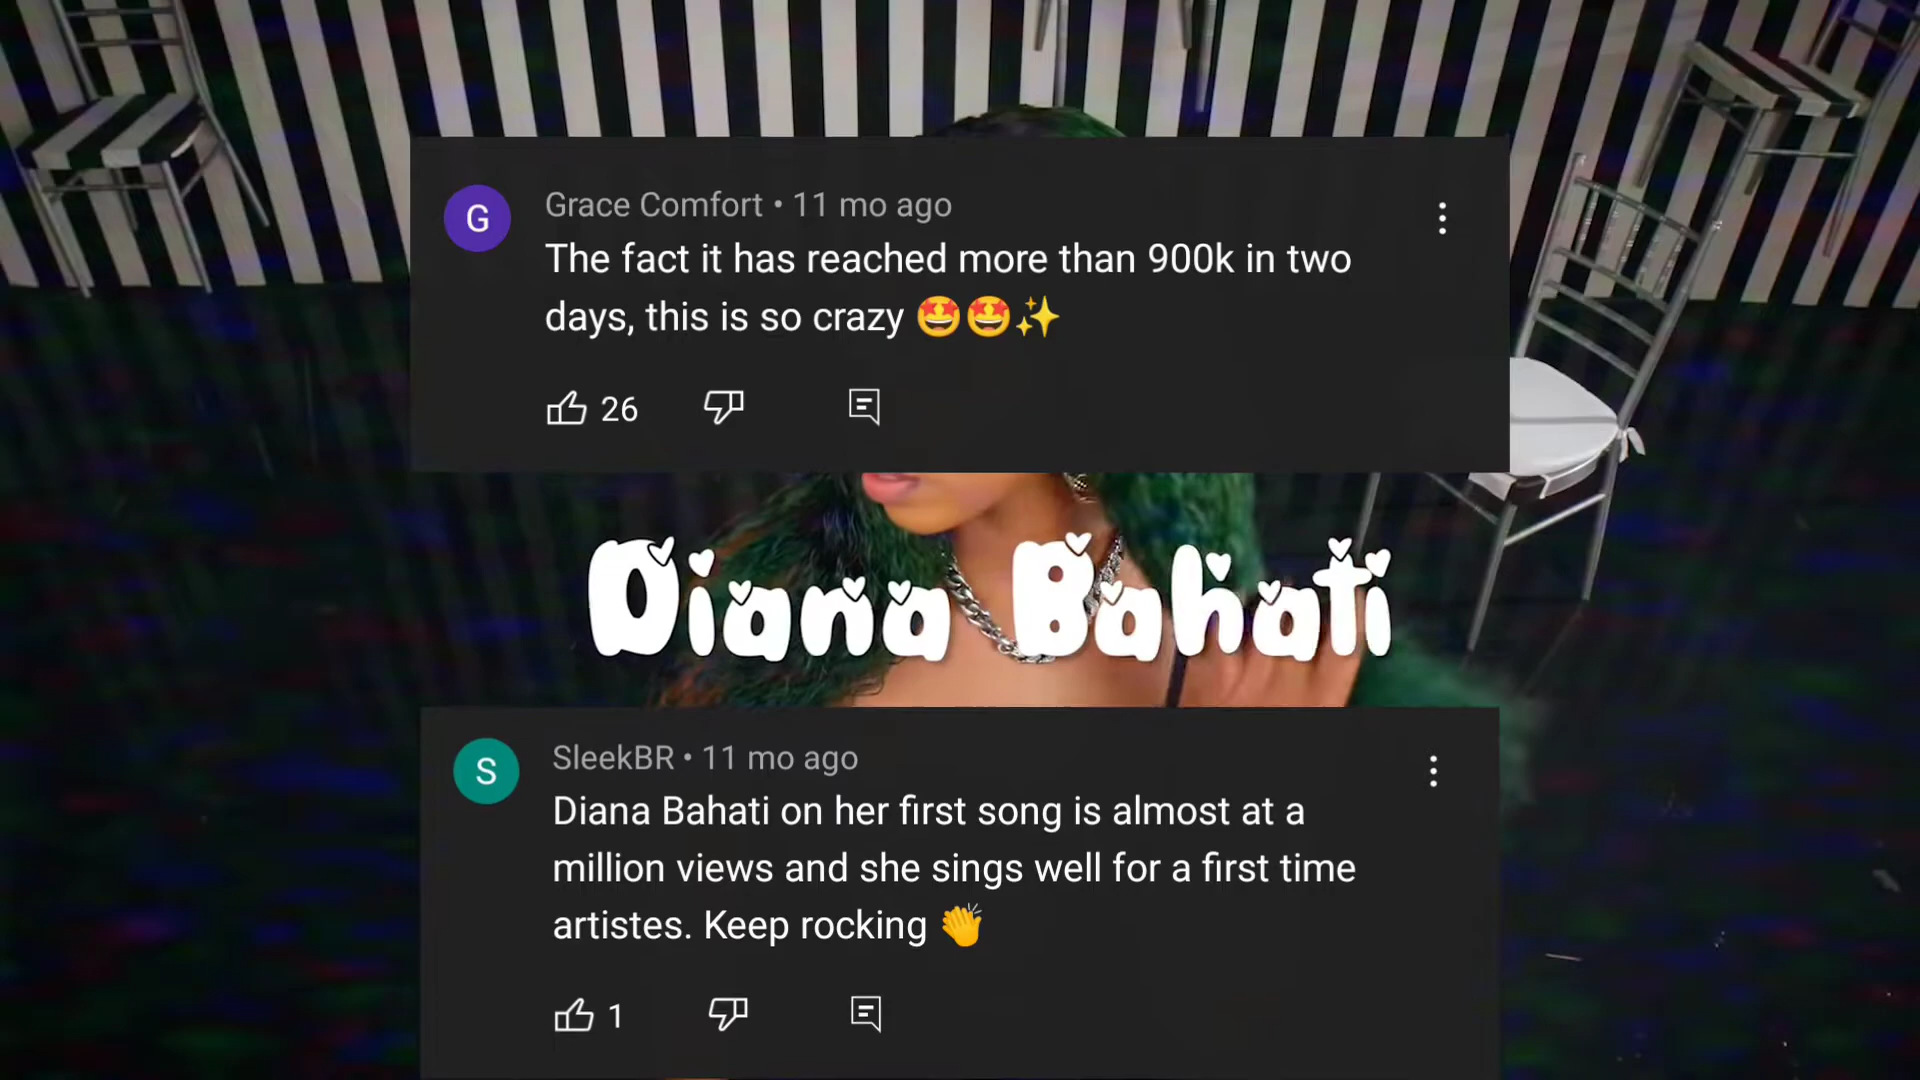 G
Grace Comfort • 11 mo ago
The fact it has reached more than 900k in two
days, this is so crazy 🤩🤩✨
26
Diana Bahati
S
SleekBR • 11 mo ago
Diana Bahati on her first song is almost at a
million views and she sings well for a first time
artistes. Keep rocking 👏
1